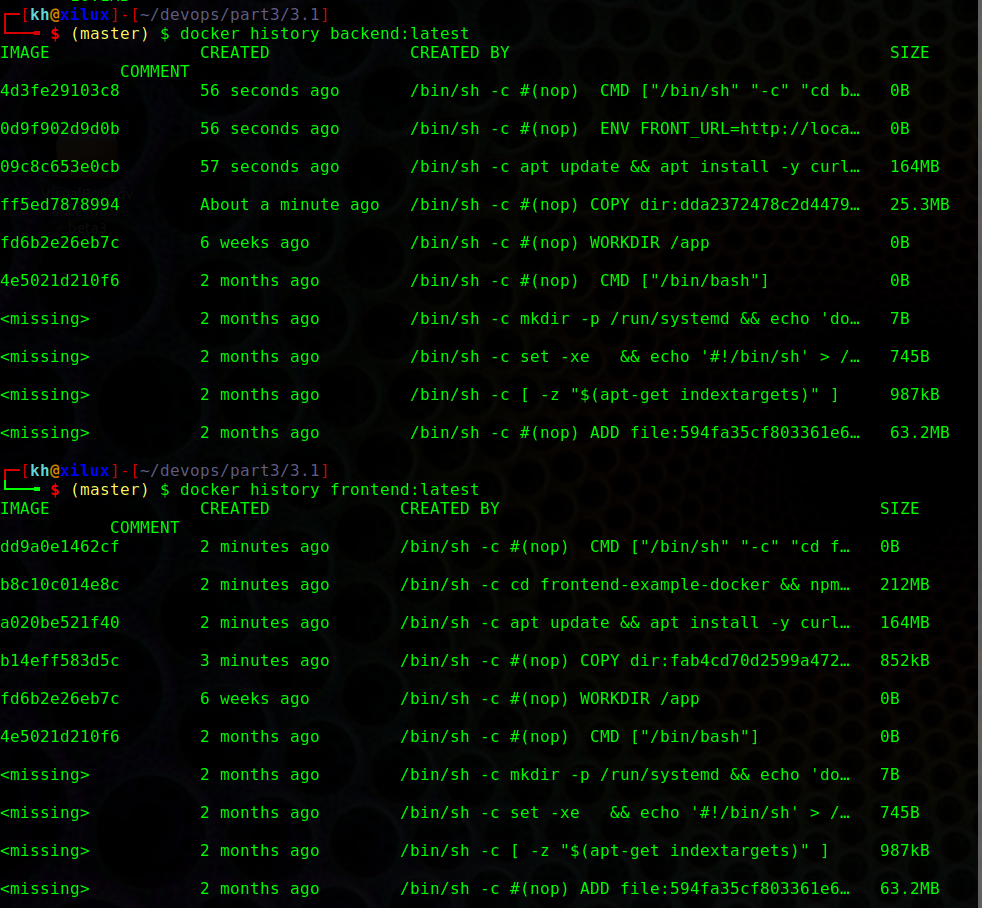 ┌─[kh@xilux]-[~/devops/part3/3.1]
└──╼ $ (master) $ docker history backend:latest
IMAGE               CREATED              CREATED BY                                      SIZE
            COMMENT
4d3fe29103c8        56 seconds ago       /bin/sh -c #(nop)  CMD ["/bin/sh" "-c" "cd b…   0B
0d9f902d9d0b        56 seconds ago       /bin/sh -c #(nop)  ENV FRONT_URL=http://loca…   0B
09c8c653e0cb        57 seconds ago       /bin/sh -c apt update && apt install -y curl…   164MB
ff5ed7878994        About a minute ago   /bin/sh -c #(nop) COPY dir:dda2372478c2d4479…   25.3MB
fd6b2e26eb7c        6 weeks ago          /bin/sh -c #(nop) WORKDIR /app                  0B
4e5021d210f6        2 months ago         /bin/sh -c #(nop)  CMD ["/bin/bash"]            0B
<missing>           2 months ago         /bin/sh -c mkdir -p /run/systemd && echo 'do…   7B
<missing>           2 months ago         /bin/sh -c set -xe   && echo '#!/bin/sh' > /…   745B
<missing>           2 months ago         /bin/sh -c [ -z "$(apt-get indextargets)" ]     987kB
<missing>           2 months ago         /bin/sh -c #(nop) ADD file:594fa35cf803361e6…   63.2MB
┌─[kh@xilux]-[~/devops/part3/3.1]
└──╼ $ (master) $ docker history frontend:latest
IMAGE               CREATED             CREATED BY                                      SIZE
           COMMENT
dd9a0e1462cf        2 minutes ago       /bin/sh -c #(nop)  CMD ["/bin/sh" "-c" "cd f…   0B
b8c10c014e8c        2 minutes ago       /bin/sh -c cd frontend-example-docker && npm…   212MB
a020be521f40        2 minutes ago       /bin/sh -c apt update && apt install -y curl…   164MB
b14eff583d5c        3 minutes ago       /bin/sh -c #(nop) COPY dir:fab4cd70d2599a472…   852kB
fd6b2e26eb7c        6 weeks ago         /bin/sh -c #(nop) WORKDIR /app                  0B
4e5021d210f6        2 months ago        /bin/sh -c #(nop)  CMD ["/bin/bash"]            0B
<missing>           2 months ago        /bin/sh -c mkdir -p /run/systemd && echo 'do…   7B
<missing>           2 months ago        /bin/sh -c set -xe   && echo '#!/bin/sh' > /…   745B
<missing>           2 months ago        /bin/sh -c [ -z "$(apt-get indextargets)" ]     987kB
<missing>           2 months ago        /bin/sh -c #(nop) ADD file:594fa35cf803361e6…   63.2MB